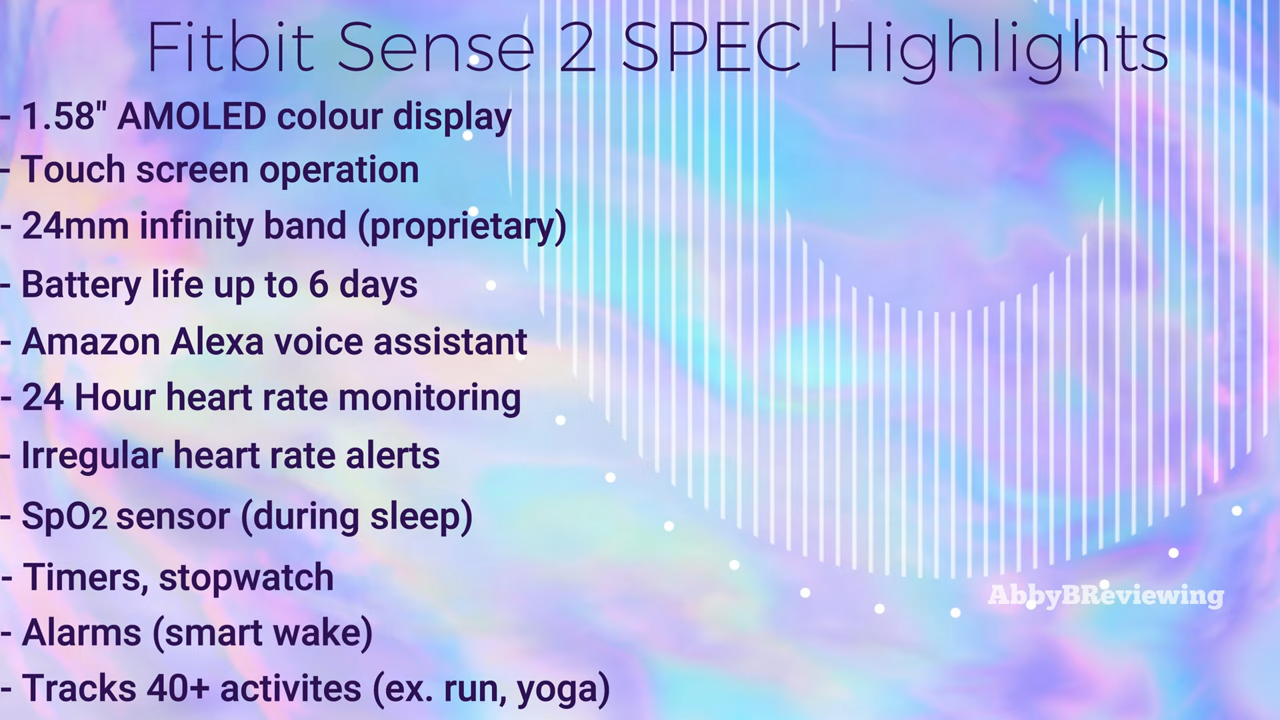 Fitbit Sense 2 SPEC Highlights
- 1.58" AMOLED colour display
- Touch screen operation
- 24mm infinity band (proprietary)
- Battery life up to 6 days
- Amazon Alexa voice assistant
- 24 Hour heart rate monitoring
- Irregular heart rate alerts
- SpO2 sensor (during sleep)
- Timers, stopwatch
AbbyBReviewing
- Alarms (smart wake)
- Tracks 40+ activites (ex. run, yoga)